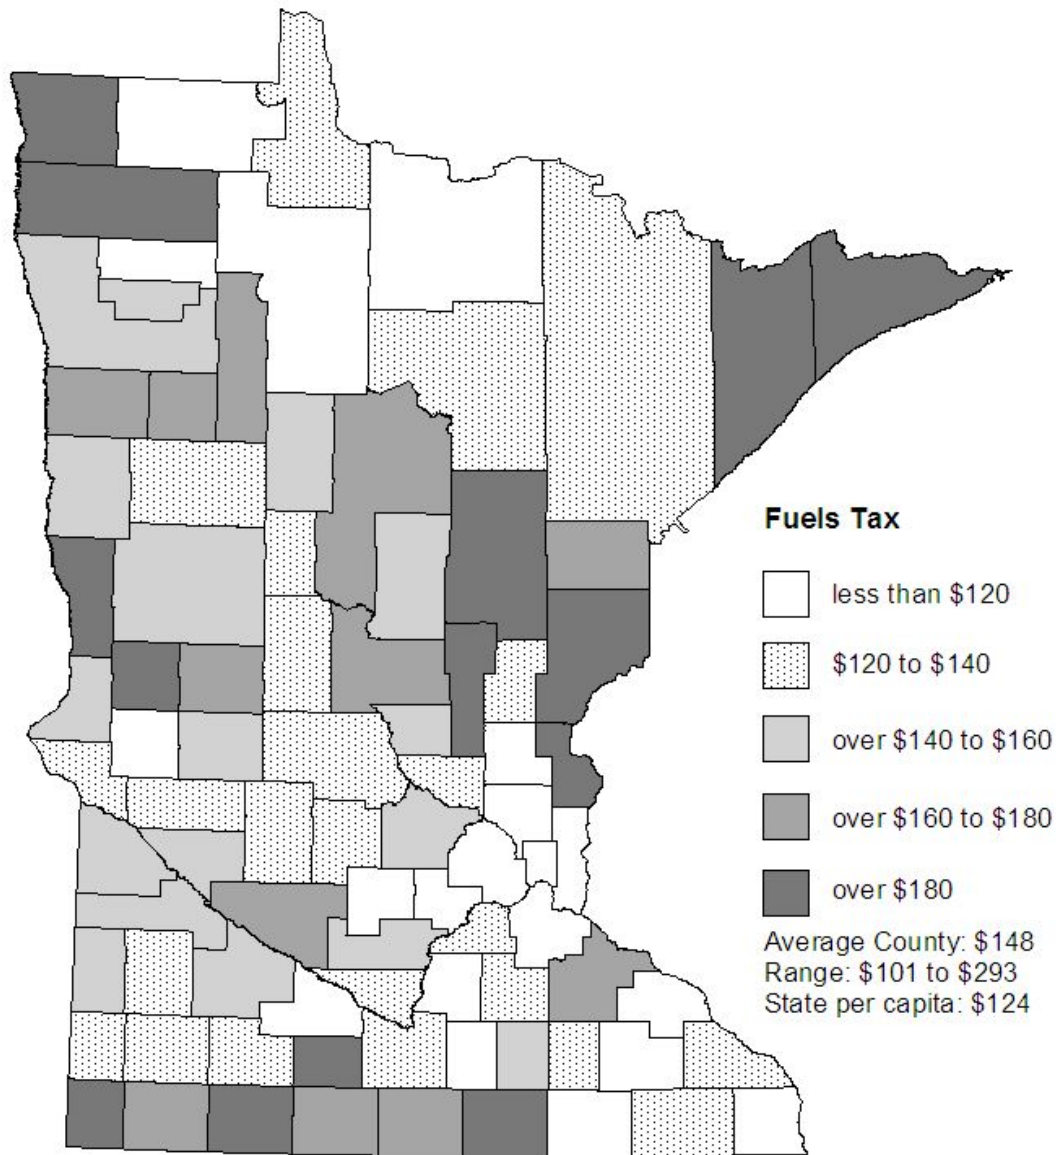 Fuels Tax
less than $120
$120 to $140
over $140 to $160
over $160 to $180
over $180
Average County: $148
Range: $101 to $293
State per capita: $124